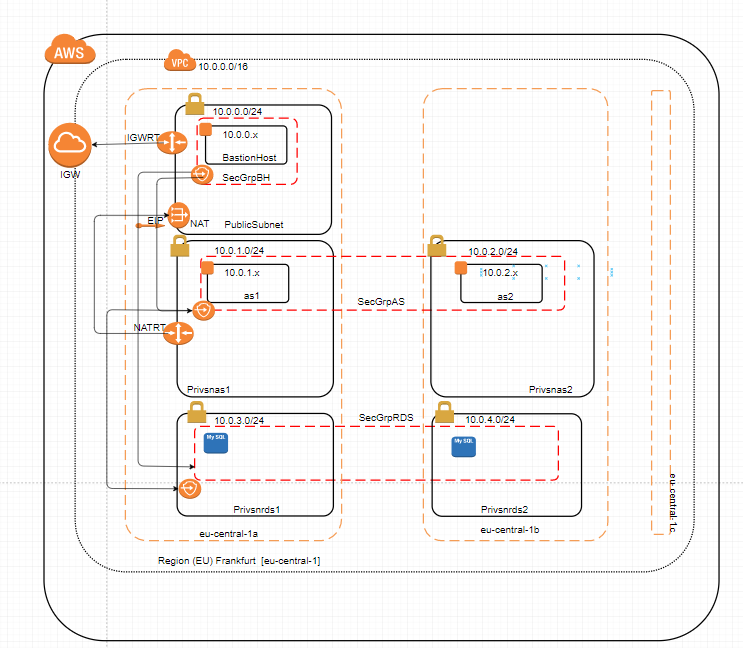 AWS
VPC
10.0.0.0/16
10.0.0.0/24
10.0.0.x
IGWRT
BastionHost
IGW
SecGrpBH
EIP
NAT
PublicSubnet
10.0.1.0/24
10.0.2.0/24
10.0.1.x
10.0.2.x
as1
as2
SecGrpAS
NATRT
Privsnas1
Privsnas2
10.0.3.0/24
SecGrpRDS
10.0.4.0/24
My SQL
My SQL
eu-central-1c
Privsnrds1
Privsnrds2
eu-central-1a
eu-central-1b
Region (EU) Frankfurt [eu-central-1]